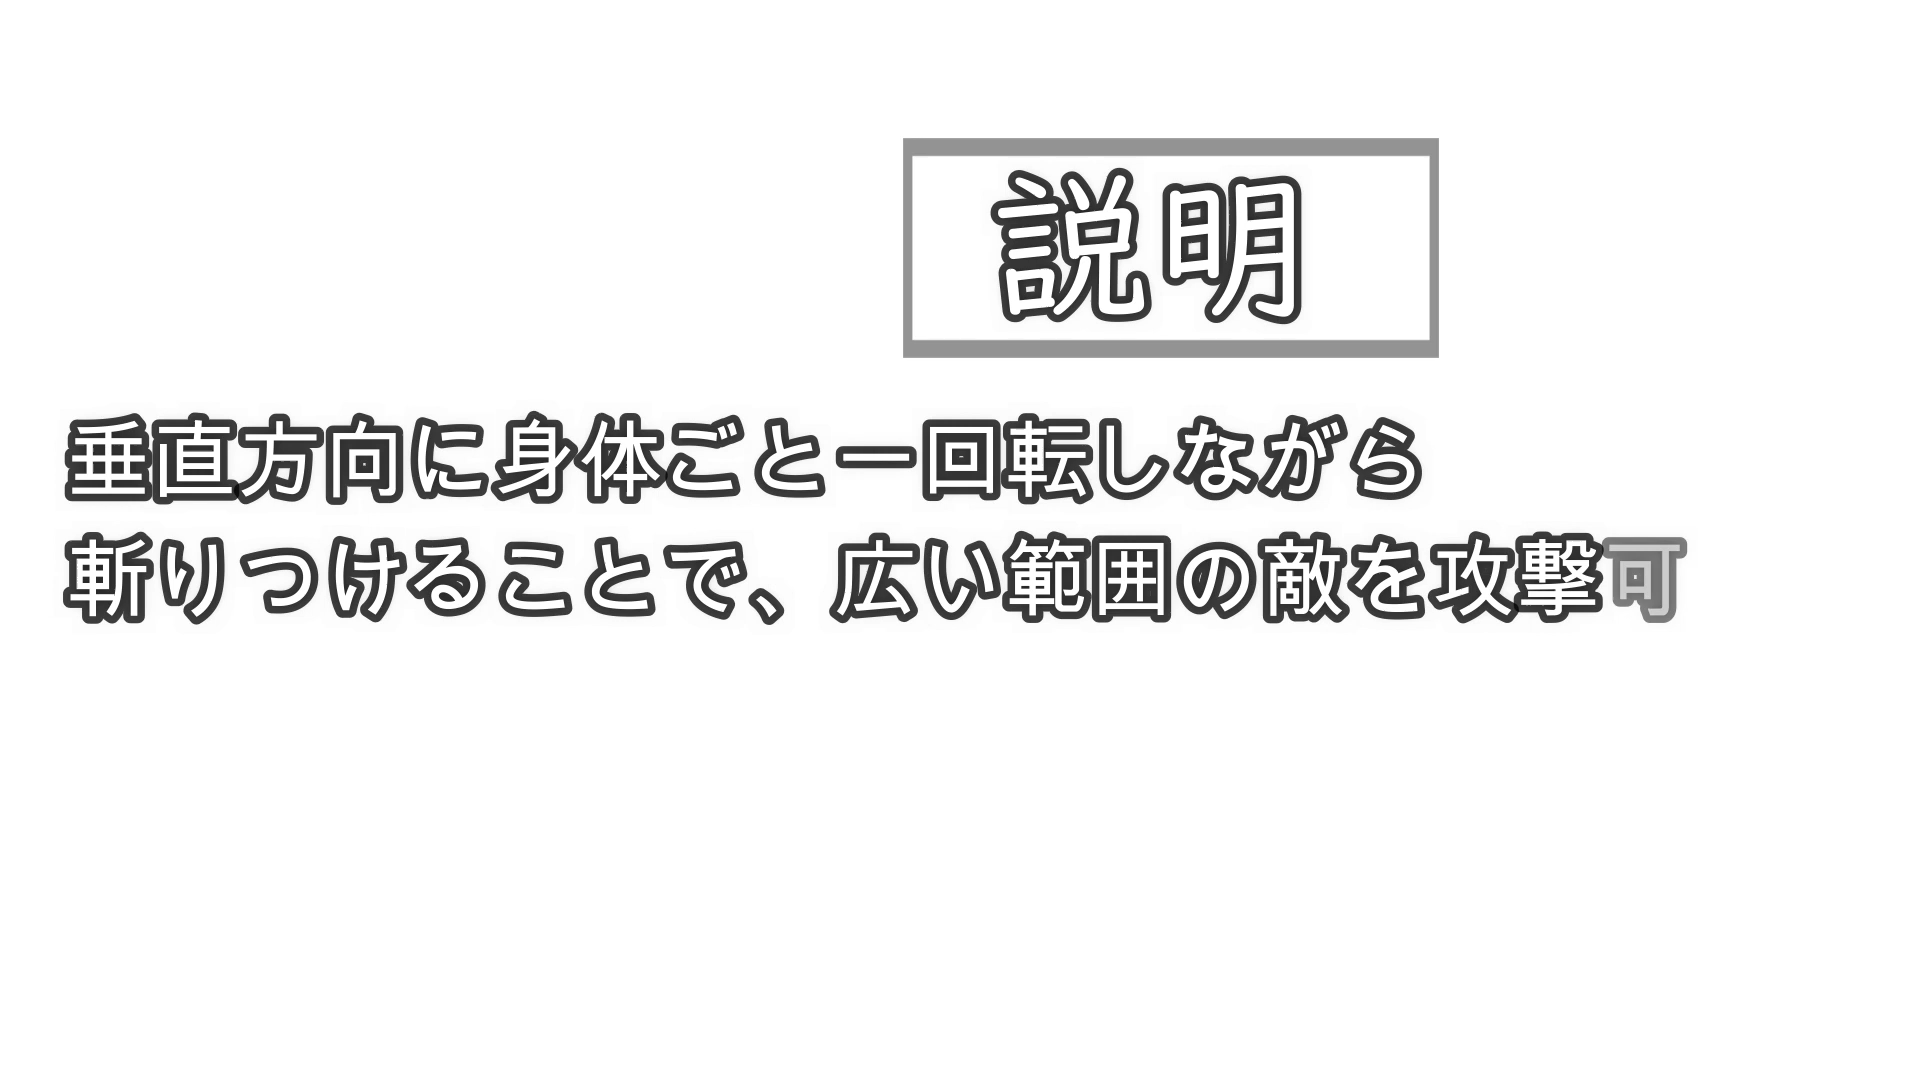 説明
垂直方向に身体ごと一回転しながら
斬りつけることで、広い範囲の敵を攻撃可